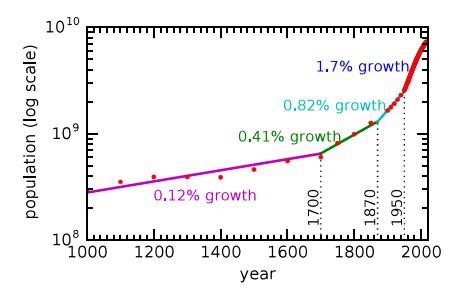 10^10
10^9
10^8
population (log scale)
1.7% growth
0.82% growth
0.41% growth
0.12% growth
1700
1870
1950
1000 1200 1400 1600 1800 2000
year